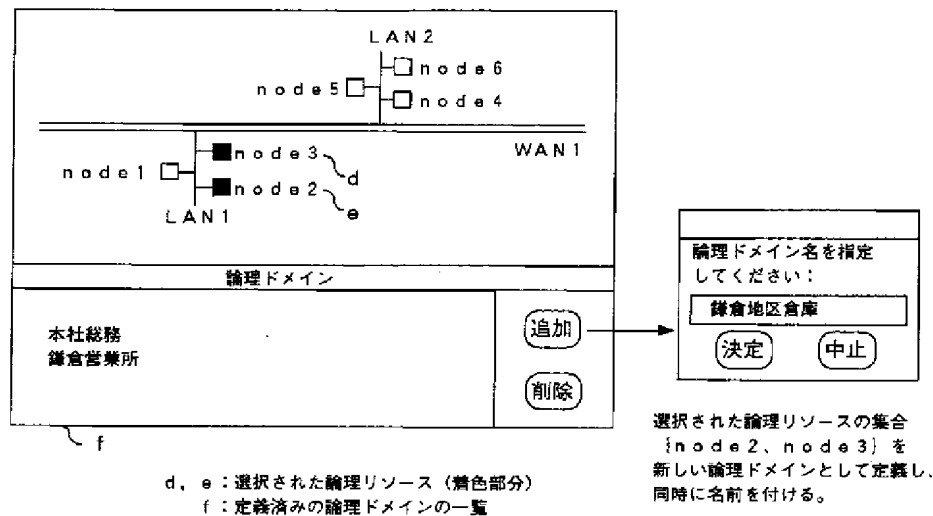 LAN2
node6
node5
node4
WAN1
node3
d
node1
node2
e
LAN1
論理ドメイン
本社総務
鎌倉営業所
追加
削除
f
論理ドメイン名を指定
してください：
鎌倉地区倉庫
決定
中止
選択された論理リソースの集合
{node2、node3}を
新しい論理ドメインとして定義し、
同時に名前を付ける。
d, e：選択された論理リソース（着色部分）
f：定義済みの論理ドメインの一覧